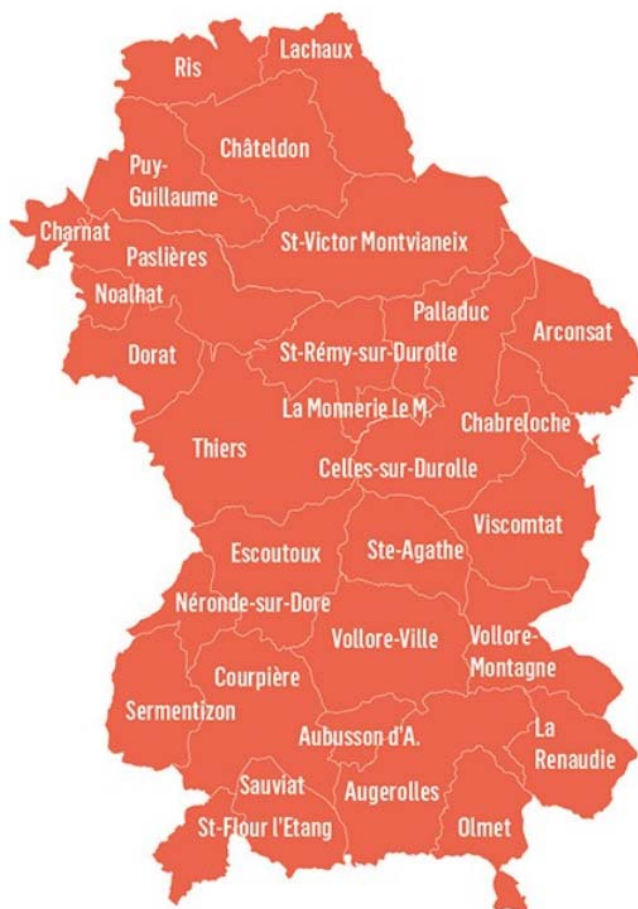 Lachaux
Ris
Châteldon
Puy-
Guillaume
Charnat
St-Victor Montvianeix
Paslières
Noalhat
Palladuc
Arconsat
Dorat
St-Rémy-sur-Durotte
La Monnerie Le M.
Chabreloche
Thiers
Celles-sur-Durolle
Viscomtat
Escoutoux
Ste-Agathe
Néronde-sur-Dore
Vollore-Ville
Vollore-
Montagne
Courpière
Sermentizon
Aubusson d'A.
La
Renaudie
Sauviat
Augerolles
St-Flour l'Etang
Olmet